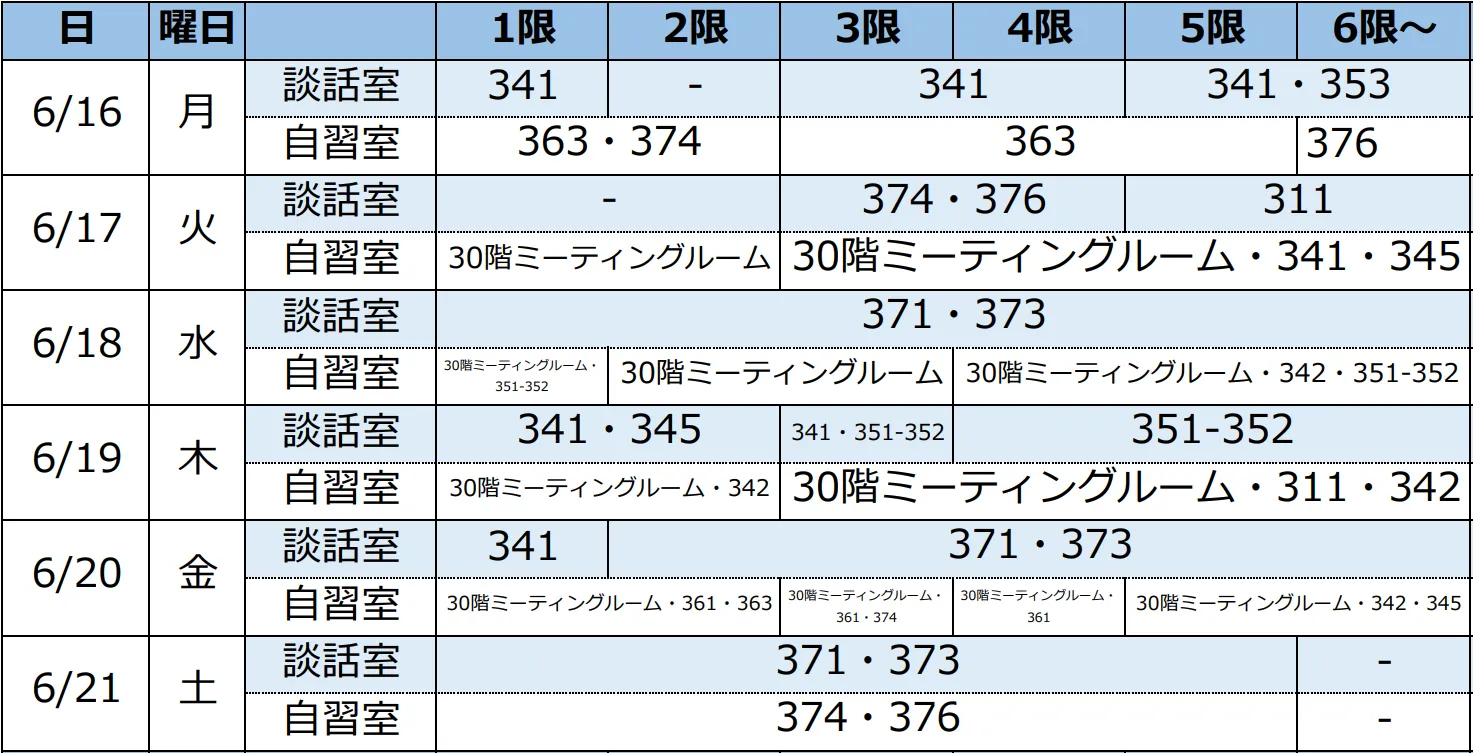 日 曜日 1限 2限 3限 4限 5限 6限～
6/16 月 談話室 341 - 341 341・353
自習室 363・374 363 376
6/17 火 談話室 - 374・376 311
自習室 30階ミーティングルーム 30階ミーティングルーム・341・345
6/18 水 談話室 371・373
自習室 30階ミーティングルーム・ 30階ミーティングルーム 30階ミーティングルーム・342・351-352
351-352
6/19 木 談話室 341・345 341・351-352 351-352
自習室 30階ミーティングルーム・342 30階ミーティングルーム・311・342
6/20 金 談話室 341 371・373
自習室 30階ミーティングルーム・361・363 30階ミーティングルーム・ 30階ミーティングルーム・ 30階ミーティングルーム・342・345
361・374 361
6/21 土 談話室 371・373 -
自習室 374・376 -